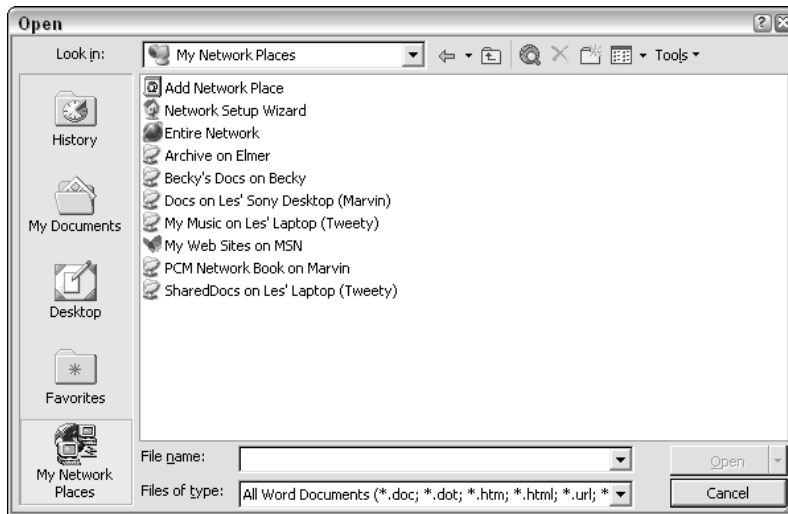 Open
Look in:
My Network Places
Tools
Add Network Place
Network Setup Wizard
Entire Network
Archive on Elmer
Becky's Docs on Becky
Docs on Les' Sony Desktop (Marvin)
My Music on Les' Laptop (Tweety)
My Web Sites on MSN
PCM Network Book on Marvin
SharedDocs on Les' Laptop (Tweety)
History
My Documents
Desktop
Favorites
My Network
Places
File name:
Open
Files of type:
All Word Documents (*.doc; *.dot; *.htm; *.html; *.url; *
Cancel